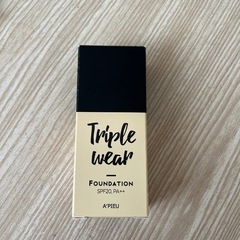 Triple
wear
FOUNDATION
SPF20, PA++
A'PIEU